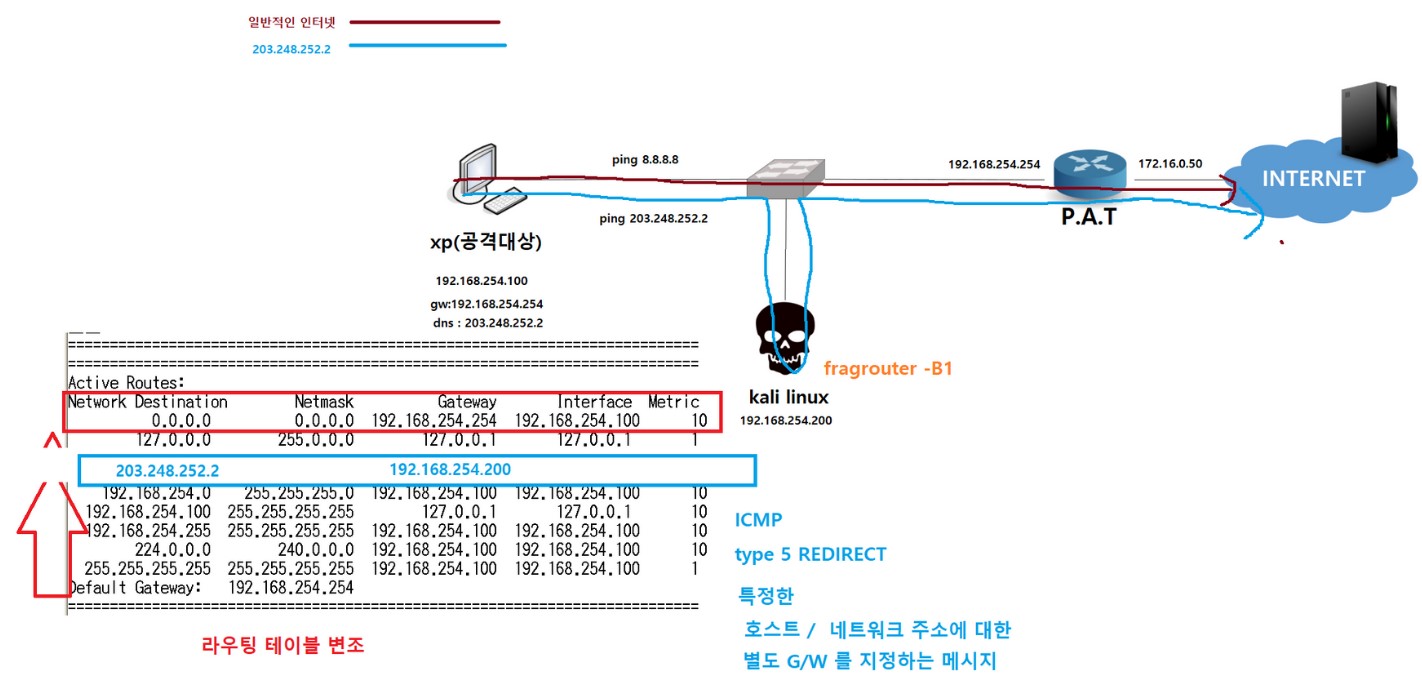 일반적인 인터넷
203.248.252.2
ping 8.8.8.8
192.168.254.254
172.16.0.50
INTERNET
ping 203.248.252.2
P.A.T
xp(공격대상)
192.168.254.100
gw:192.168.254.254
dns : 203.248.252.2
fragrouter -B1
kali linux
192.168.254.200
===========================================================================
===========================================================================
Active Routes:
Network Destination Netmask Gateway Interface Metric
0.0.0.0 0.0.0.0 192.168.254.254 192.168.254.100 10
127.0.0.0 255.0.0.0 127.0.0.1 127.0.0.1 1
203.248.252.2 192.168.254.200
192.168.254.0 255.255.255.0 192.168.254.100 192.168.254.100 10
192.168.254.100 255.255.255.255 127.0.0.1 127.0.0.1 10
192.168.254.255 255.255.255.255 192.168.254.100 192.168.254.100 10
224.0.0.0 240.0.0.0 192.168.254.100 192.168.254.100 10
255.255.255.255 255.255.255.255 192.168.254.100 192.168.254.100 1
Default Gateway: 192.168.254.254
===========================================================================
라우팅 테이블 변조
ICMP
type 5 REDIRECT
특정한
호스트 / 네트워크 주소에 대한
별도 G/W 를 지정하는 메시지